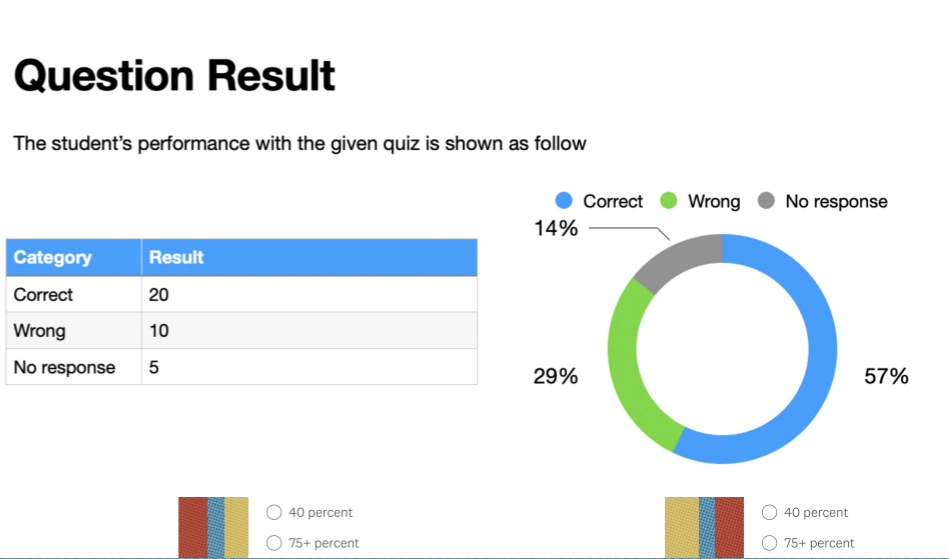 Question Result
The student's performance with the given quiz is shown as follow
Correct Wrong No response
14%
Category Result
Correct 20
Wrong 10
No response 5
29% 57%
40 percent 40 percent
75+ percent 75+ percent